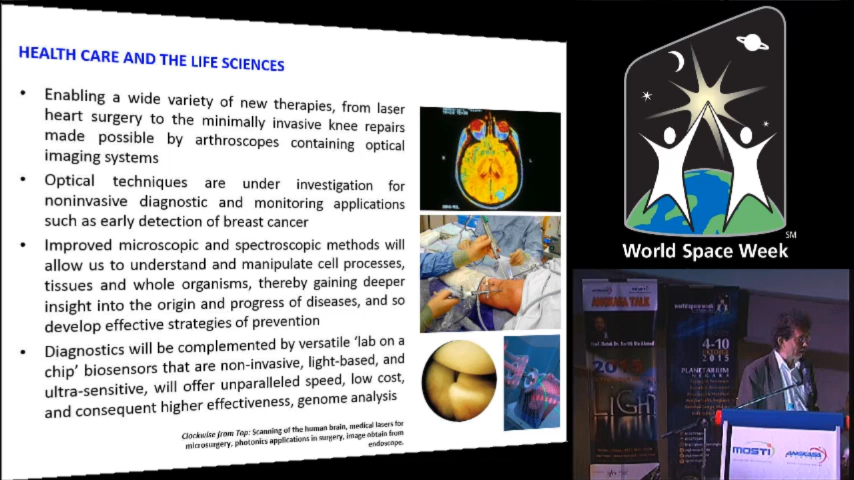 HEALTH CARE AND THE LIFE SCIENCES
• Enabling a wide variety of new therapies, from laser
heart surgery to the minimally invasive knee repairs
made possible by arthroscopes containing optical
imaging systems
• Optical techniques are under investigation for
noninvasive diagnostic and monitoring applications
such as early detection of breast cancer
• Improved microscopic and spectroscopic methods will
allow us to understand and manipulate cell processes,
tissues and whole organisms, thereby gaining deeper
insight into the origin and progress of diseases, and so
develop effective strategies of prevention
• Diagnostics will be complemented by versatile ‘lab on a
chip’ biosensors that are non-invasive, light-based, and
ultra-sensitive, will offer unparalleled speed, low cost,
and consequent higher effectiveness, genome analysis
Clockwise from Top: Scanning of the human brain, medical lasers for
microsurgery, photonics applications in surgery, image obtain from
endoscope.
SM
World Space Week
ANGKASA TALK
LIGHT
4-10
2015
PLANETARIUM
NEGARA
MOSTI
ANGKASA